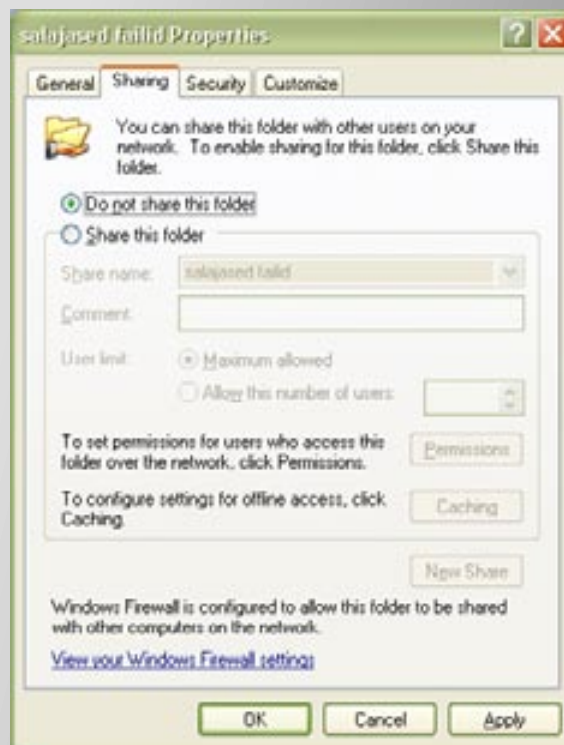 salajased failid Properties
General Sharing Security Customize
You can share this folder with other users on your
network. To enable sharing for this folder, click Share this
folder.
Do not share this folder
Share this folder
Share name: salajased failid
Comment:
User limit: Maximum allowed
Allow this number of users:
To set permissions for users who access this
folder over the network, click Permissions.
Permissions
To configure settings for offline access, click
Caching.
Caching
New Share
Windows Firewall is configured to allow this folder to be shared
with other computers on the network.
View your Windows Firewall settings
OK Cancel Apply